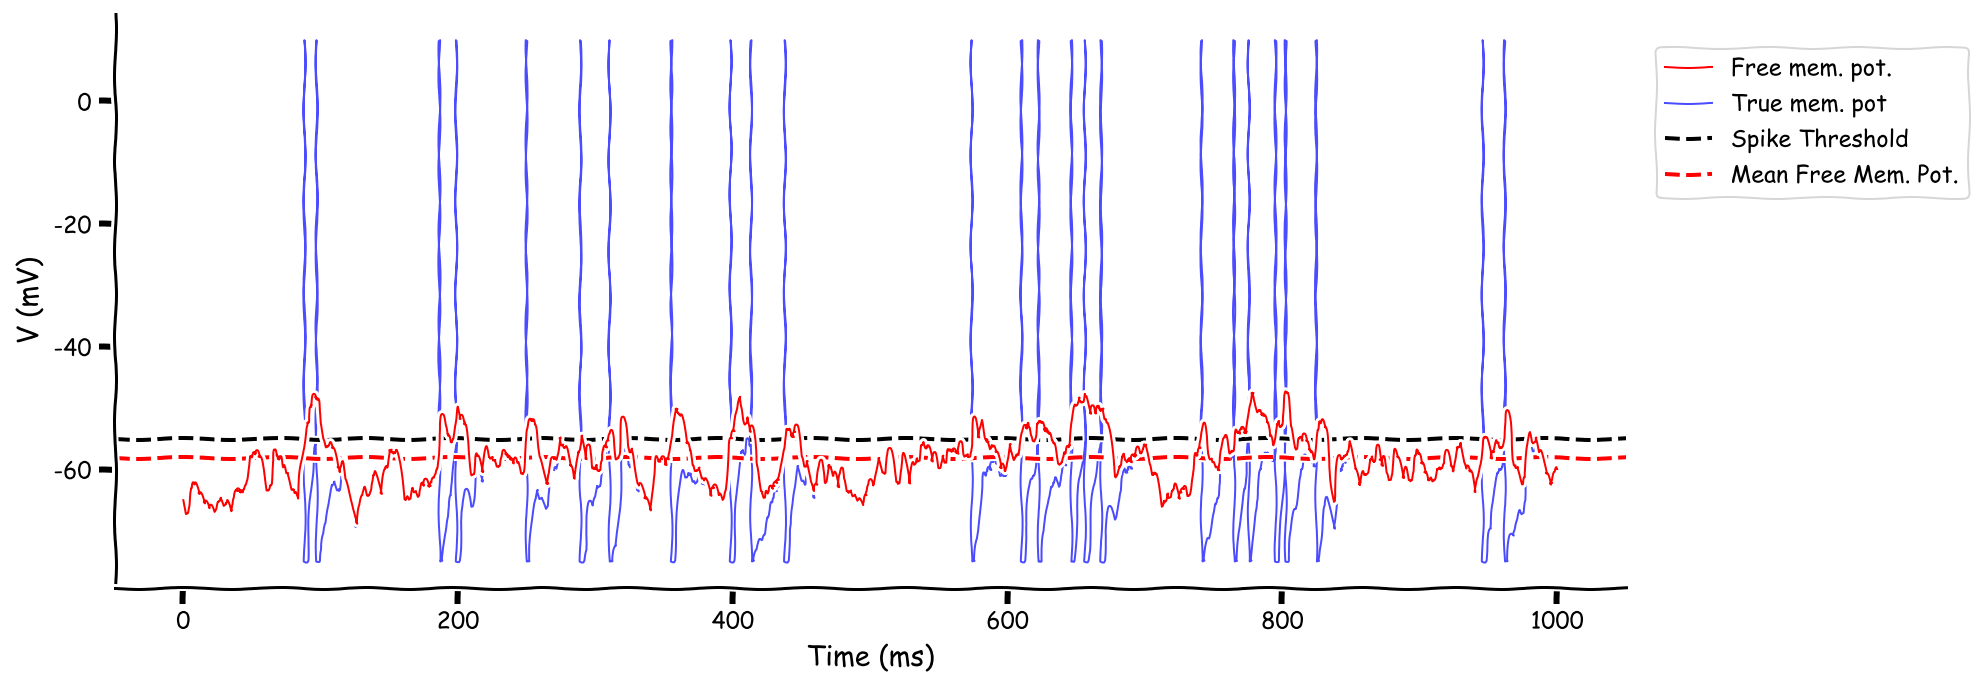 0
-20
-40
-60
V (mV)
0 200 400 600 800 1000
Time (ms)
Free mem. pot.
True mem. pot
Spike Threshold
Mean Free Mem. Pot.